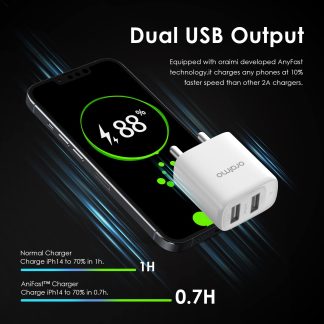 Dual USB Output
Equipped with oraimi developed AnyFast
technology,it charges any phones at 10%
faster speed than other 2A chargers.
88%
oraimo
Normal Charger
Charge iPH14 to 70% in 1h.
1H
AniFast™ Charger
Charge iPH14 to 70% in 0.7h.
0.7H